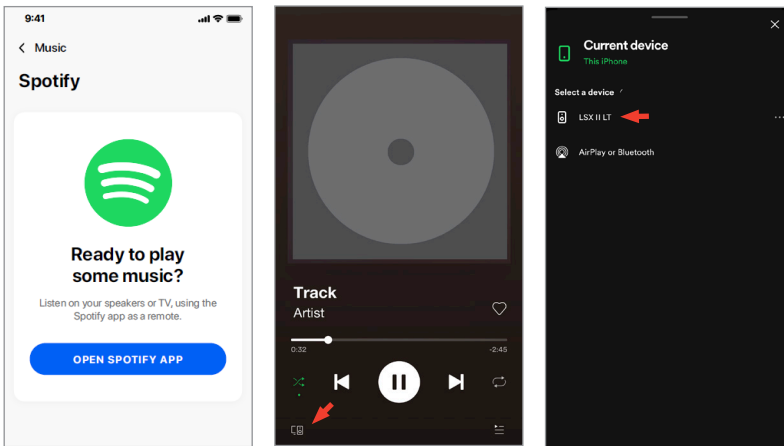 9:41
Music
Spotify
Ready to play
some music?
Listen on your speakers or TV, using the
Spotify app as a remote.
OPEN SPOTIFY APP
Track
Artist
0:32
-2:45
Current device
This iPhone
Select a device
LSX II LT
AirPlay or Bluetooth